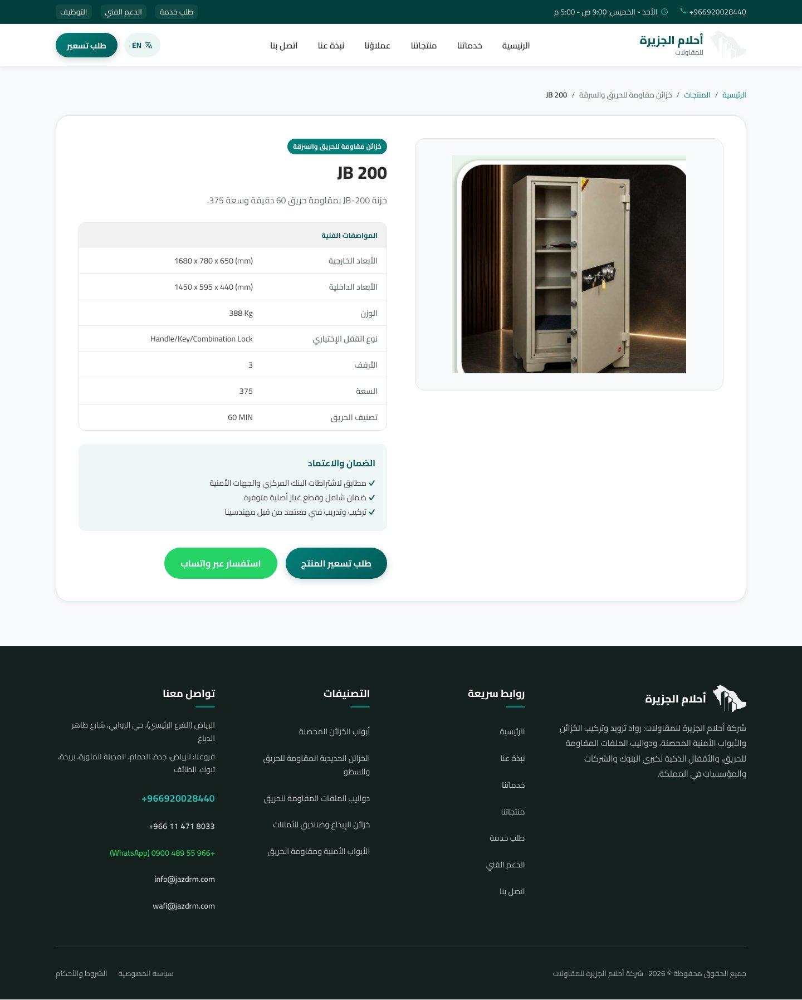 966920028440+
الأحد - الخميس: 9:00 ص - 5:00 م
طلب خدمة
الدعم الفني
التوظيف
أحلام الجزيرة
للمقاولات
الرئيسية
خدماتنا
منتجاتنا
عملاؤنا
نبذة عنا
اتصل بنا
EN
طلب تسعير
الرئيسية / المنتجات / خزائن مقاومة للحريق والسرقة / JB 200
خزائن مقاومة للحريق والسرقة
JB 200
خزنة JB-200 بمقاومة حريق 60 دقيقة وسعة 375.
المواصفات الفنية
الأبعاد الخارجية 1680 x 780 x 650 (mm)
الأبعاد الداخلية 1450 x 595 x 440 (mm)
الوزن 388 Kg
نوع القفل الإختياري Handle/Key/Combination Lock
الأرفف 3
السعة 375
تصنيف الحريق 60 MIN
الضمان والاعتماد
✓ مطابق لاشتراطات البنك المركزي والجهات الأمنية
✓ ضمان شامل وقطع غيار أصلية متوفرة
✓ تركيب وتدريب فني معتمد من قبل مهندسينا
طلب تسعير المنتج
استفسار عبر واتساب
أحلام الجزيرة
شركة أحلام الجزيرة للمقاولات: رواد تزويد وتركيب الخزائن
والأبواب الأمنية المحصنة، ودواليب الملفات المقاومة
للحريق، والأقفال الذكية لكبرى البنوك والشركات
والمؤسسات في المملكة.
روابط سريعة
الرئيسية
نبذة عنا
خدماتنا
منتجاتنا
طلب خدمة
الدعم الفني
اتصل بنا
التصنيفات
أبواب الخزائن المحصنة
الخزائن الحديدية المقاومة للحريق
والسطو
دواليب الملفات المقاومة للحريق
خزائن الإيداع وصناديق الأمانات
الأبواب الأمنية ومقاومة الحريق
تواصل معنا
الرياض (الفرع الرئيسي)، حي الروابي، شارع طاهر
الدباغ
فروعنا: الرياض، جدة، الدمام، المدينة المنورة، بريدة،
تبوك، الطائف
966920028440+
+966 11 471 8033
(WhatsApp) 0900 489 55 966+
info@jazdrm.com
wafi@jazdrm.com
جميع الحقوق محفوظة © 2026 · شركة أحلام الجزيرة للمقاولات
سياسة الخصوصية
الشروط والأحكام